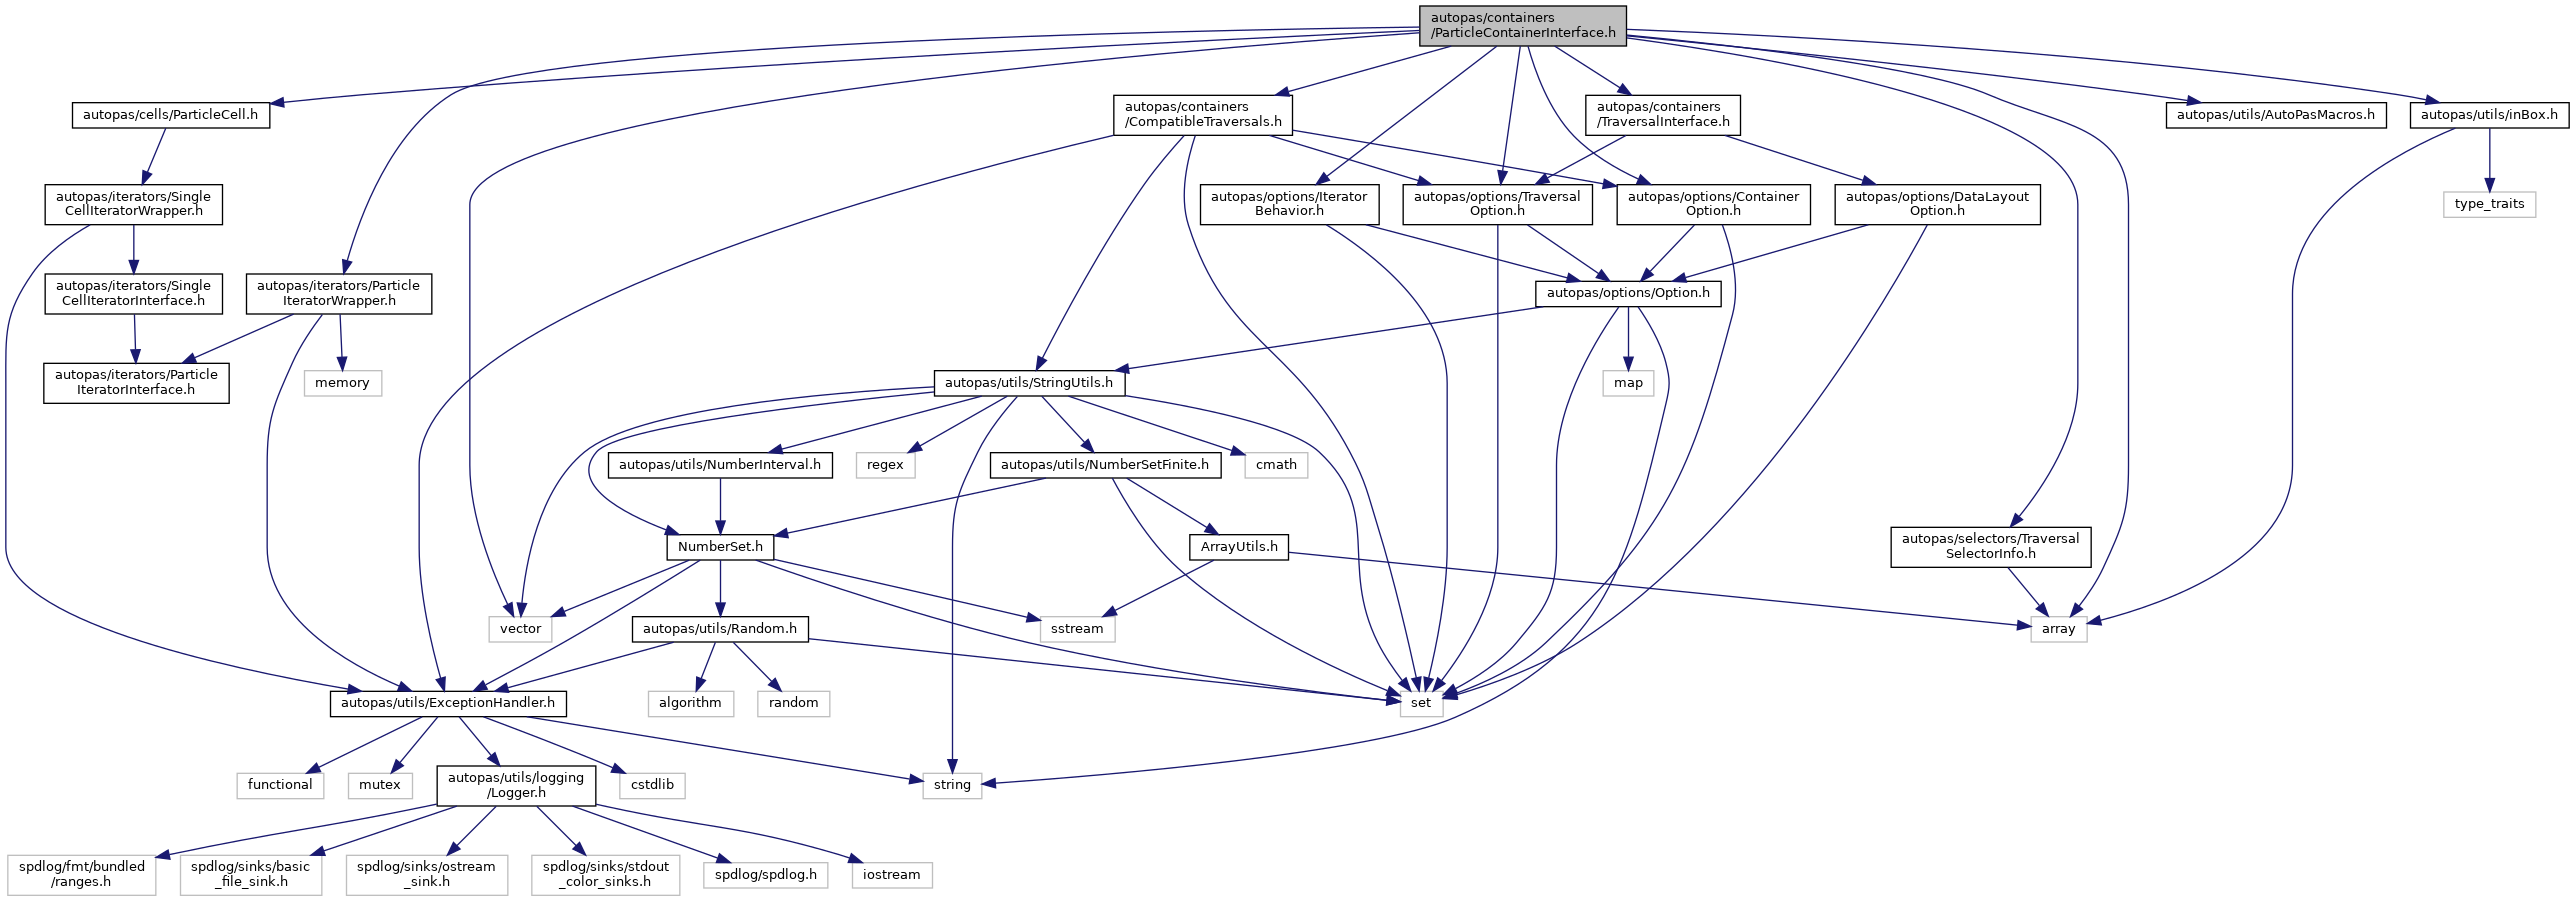 autopas/containers
/ParticleContainerInterface.h
autopas/cells/ParticleCell.h
autopas/containers
/CompatibleTraversals.h
autopas/containers
/TraversalInterface.h
autopas/utils/AutoPasMacros.h
autopas/utils/inBox.h
autopas/iterators/Single
CellIteratorWrapper.h
autopas/options/Iterator
Behavior.h
autopas/options/Traversal
Option.h
autopas/options/Container
Option.h
autopas/options/DataLayout
Option.h
type_traits
autopas/iterators/Single
CellIteratorInterface.h
autopas/iterators/Particle
IteratorWrapper.h
autopas/options/Option.h
autopas/iterators/Particle
IteratorInterface.h
memory
autopas/utils/StringUtils.h
map
autopas/utils/NumberInterval.h
regex
autopas/utils/NumberSetFinite.h
cmath
NumberSet.h
ArrayUtils.h
autopas/selectors/Traversal
SelectorInfo.h
vector
autopas/utils/Random.h
sstream
array
autopas/utils/ExceptionHandler.h
algorithm
random
set
functional
mutex
autopas/utils/logging
/Logger.h
cstdlib
string
spdlog/fmt/bundled
/ranges.h
spdlog/sinks/basic
_file_sink.h
spdlog/sinks/ostream
_sink.h
spdlog/sinks/stdout
_color_sinks.h
spdlog/spdlog.h
iostream